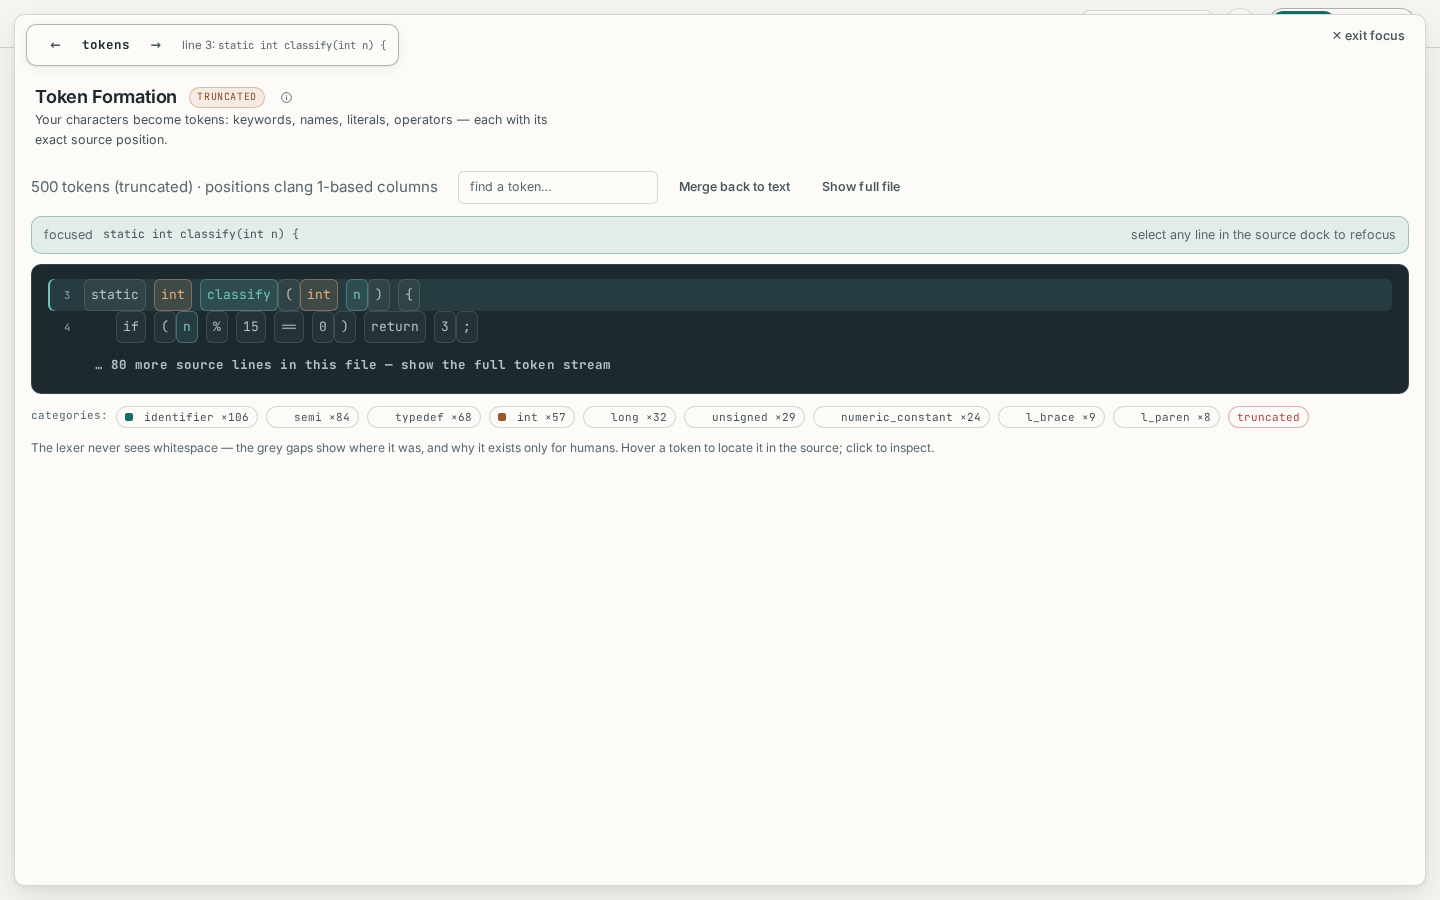 ← tokens → line 3: static int classify(int n) {
✕ exit focus
Token Formation TRUNCATED
Your characters become tokens: keywords, names, literals, operators — each with its
exact source position.
500 tokens (truncated) · positions clang 1-based columns find a token… Merge back to text Show full file
focused static int classify(int n) { select any line in the source dock to refocus
3 static int classify ( int n ) {
4 if ( n % 15 == 0 ) return 3 ;
… 80 more source lines in this file — show the full token stream
categories: identifier ×106 semi ×84 typedef ×68 int ×57 long ×32 unsigned ×29 numeric_constant ×24 l_brace ×9 l_paren ×8 truncated
The lexer never sees whitespace — the grey gaps show where it was, and why it exists only for humans. Hover a token to locate it in the source; click to inspect.